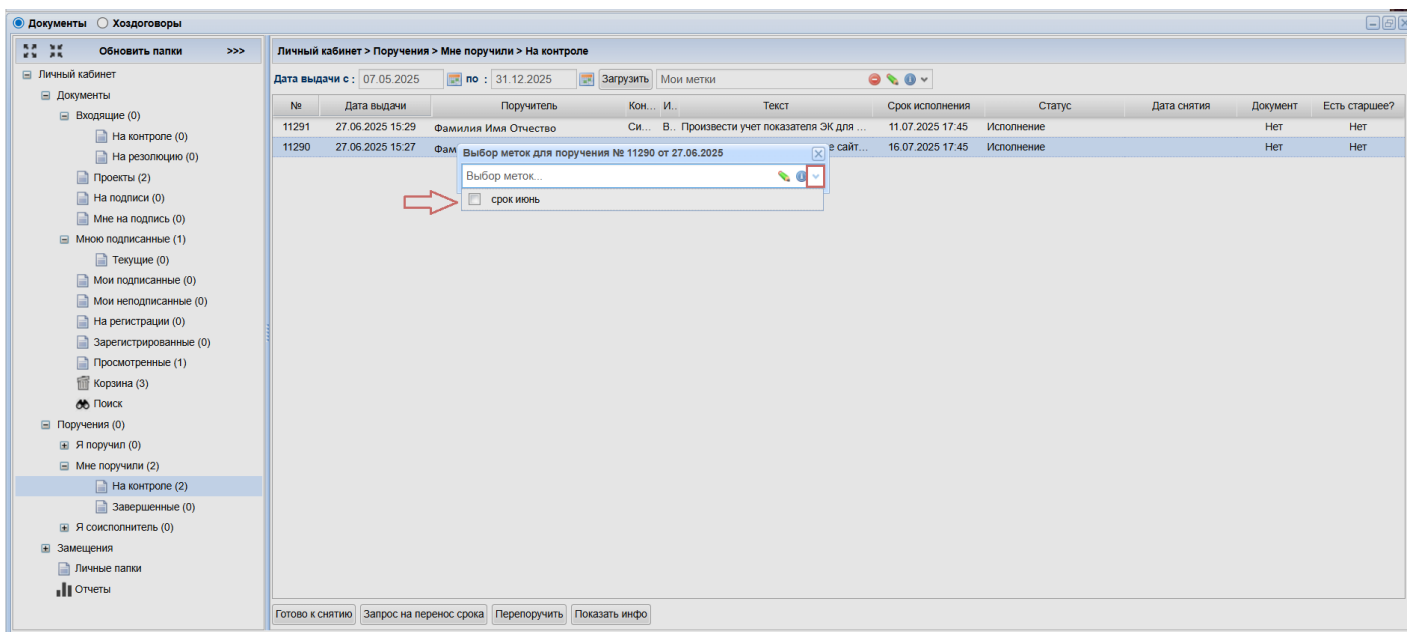 Документы Хоздоговоры
Обновить папки >>>
Личный кабинет
Документы
Входящие (0)
На контроле (0)
На резолюцию (0)
Проекты (2)
На подписи (0)
Мне на подпись (0)
Мною подписанные (1)
Текущие (0)
Мои подписанные (0)
Мои неподписанные (0)
На регистрации (0)
Зарегистрированные (0)
Просмотренные (1)
Корзина (3)
Поиск
Поручения (0)
Я поручил (0)
Мне поручили (2)
На контроле (2)
Завершенные (0)
Я соисполнитель (0)
Замещения
Личные папки
Отчеты
Личный кабинет > Поручения > Мне поручили > На контроле
Дата выдачи с : 07.05.2025 по : 31.12.2025 Загрузить Мои метки
№ Дата выдачи Поручитель Кон... И... Текст Срок исполнения Статус Дата снятия Документ Есть старшее?
11291 27.06.2025 15:29 Фамилия Имя Отчество Си... В... Произвести учет показателя ЭК для ... 11.07.2025 17:45 Исполнение Нет Нет
11290 27.06.2025 15:27 Фам е сайт... 16.07.2025 17:45 Исполнение Нет Нет
Выбор меток для поручения № 11290 от 27.06.2025
Выбор меток...
срок июнь
Готово к снятию Запрос на перенос срока Перепоручить Показать инфо